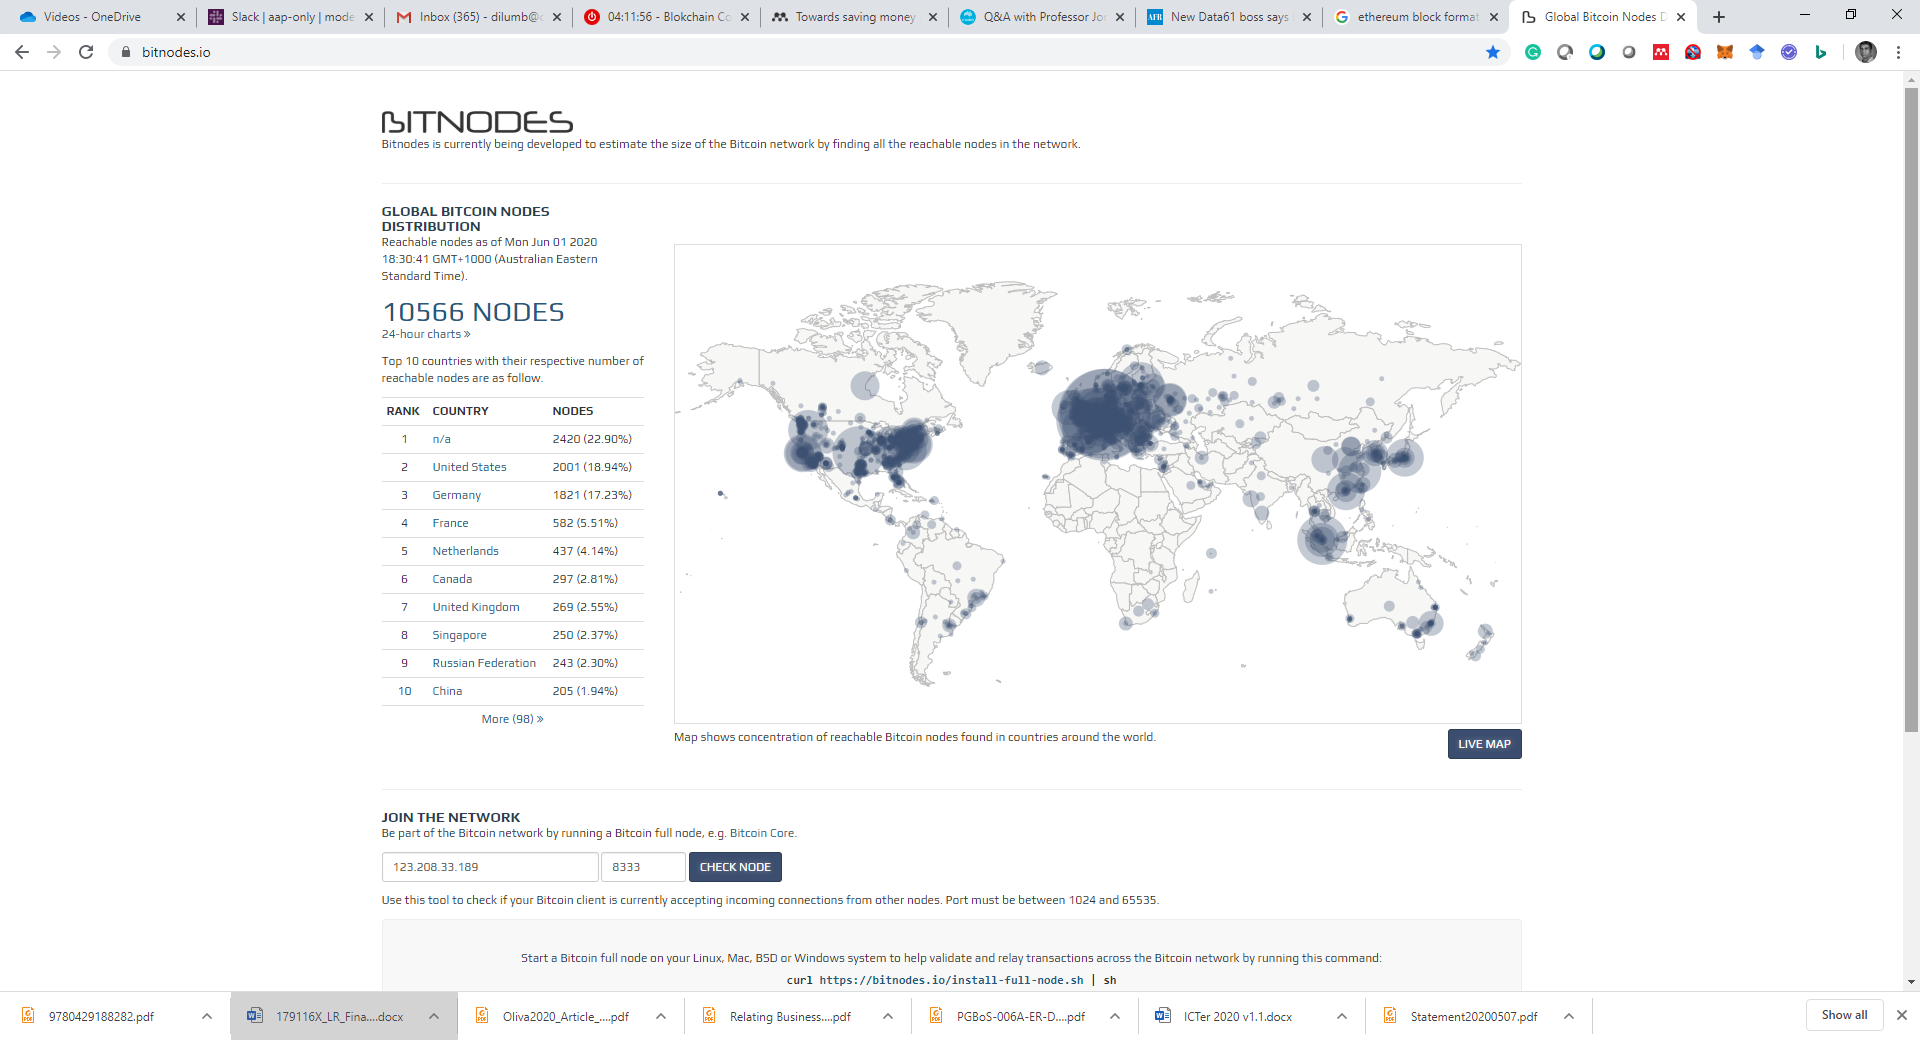 Videos - OneDrive
Slack | aap-only | mode
Inbox (365) - dilumb@
04:11:56 - Blokchain Co
Towards saving money
Q&A with Professor Jo
AFR
New Data61 boss says
ethereum block format
Global Bitcoin Nodes D
bitnodes.io
BITNODES
Bitnodes is currently being developed to estimate the size of the Bitcoin network by finding all the reachable nodes in the network.
GLOBAL BITCOIN NODES
DISTRIBUTION
Reachable nodes as of Mon Jun 01 2020
18:30:41 GMT+1000 (Australian Eastern
Standard Time).
10566 NODES
24-hour charts »
Top 10 countries with their respective number of
reachable nodes are as follow.
RANK COUNTRY NODES
1 n/a 2420 (22.90%)
2 United States 2001 (18.94%)
3 Germany 1821 (17.23%)
4 France 582 (5.51%)
5 Netherlands 437 (4.14%)
6 Canada 297 (2.81%)
7 United Kingdom 269 (2.55%)
8 Singapore 250 (2.37%)
9 Russian Federation 243 (2.30%)
10 China 205 (1.94%)
More (98) »
Map shows concentration of reachable Bitcoin nodes found in countries around the world.
LIVE MAP
JOIN THE NETWORK
Be part of the Bitcoin network by running a Bitcoin full node, e.g. Bitcoin Core.
123.208.33.189 8333 CHECK NODE
Use this tool to check if your Bitcoin client is currently accepting incoming connections from other nodes. Port must be between 1024 and 65535.
Start a Bitcoin full node on your Linux, Mac, BSD or Windows system to help validate and relay transactions across the Bitcoin network by running this command:
curl https://bitnodes.io/install-full-node.sh | sh
9780429188282.pdf
179116X_LR_Fina....docx
Oliva2020_Article_....pdf
Relating Business....pdf
PGBoS-006A-ER-D....pdf
ICTer 2020 v1.1.docx
Statement20200507.pdf
Show all